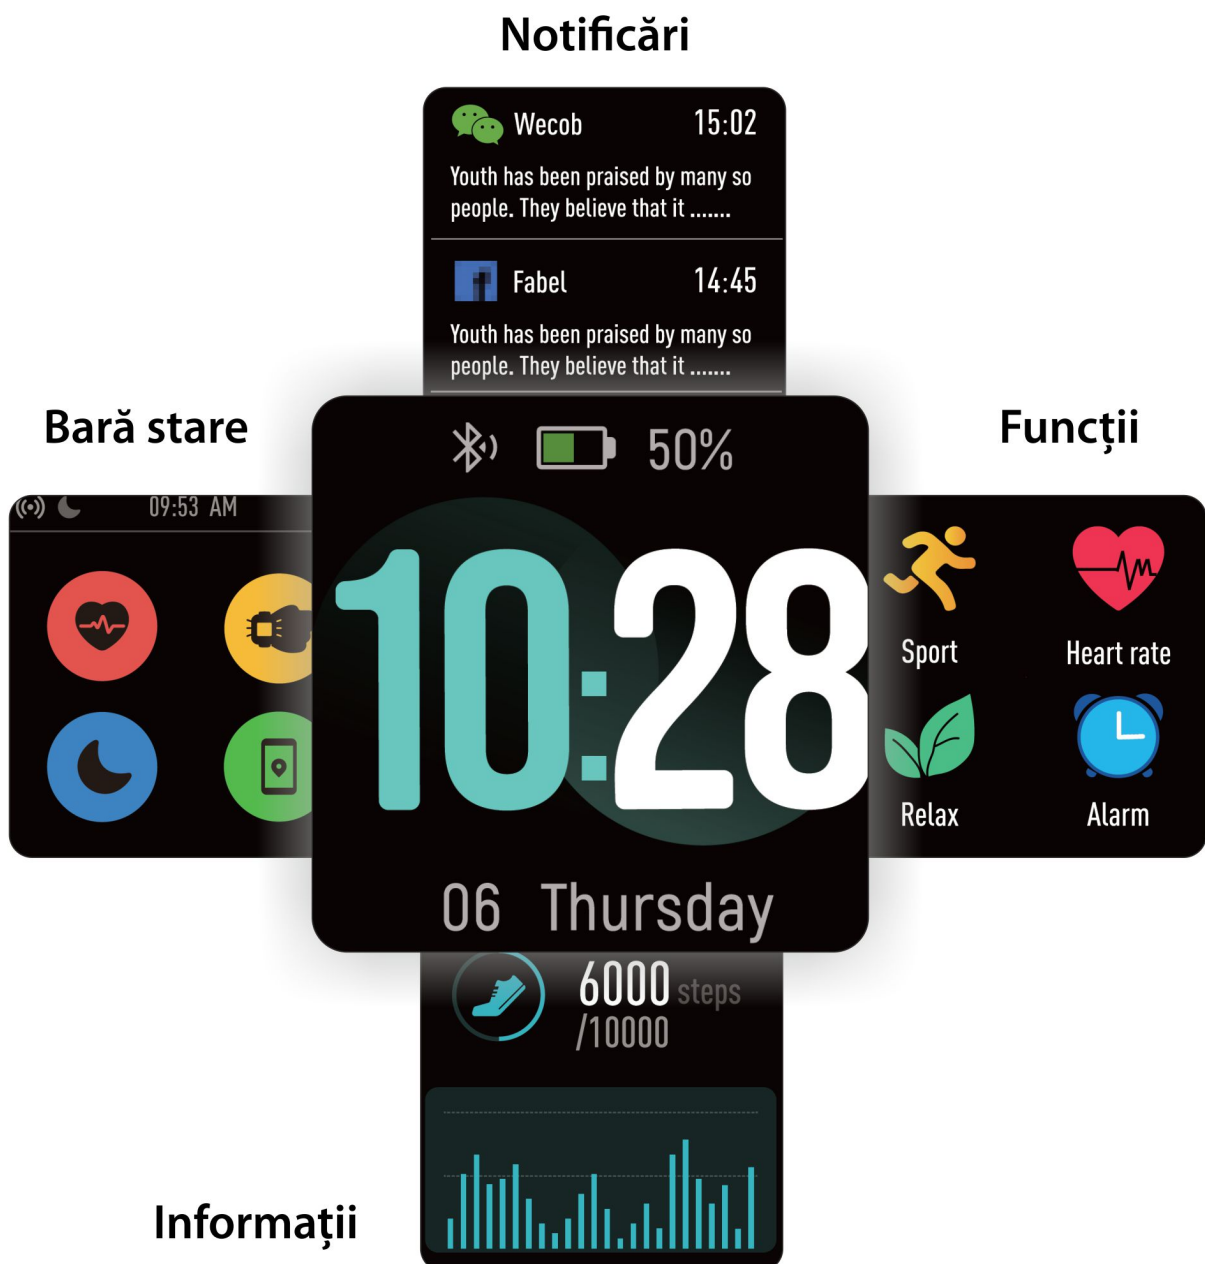 Notificări
Wecob 15:02
Youth has been praised by many so
people. They believe that it .......
Fabel 14:45
Youth has been praised by many so
people. They believe that it .......
Bară stare
Funcții
50%
09:53 AM
10:28
Sport Heart rate
Relax Alarm
06 Thursday
6000 steps
/10000
Informații